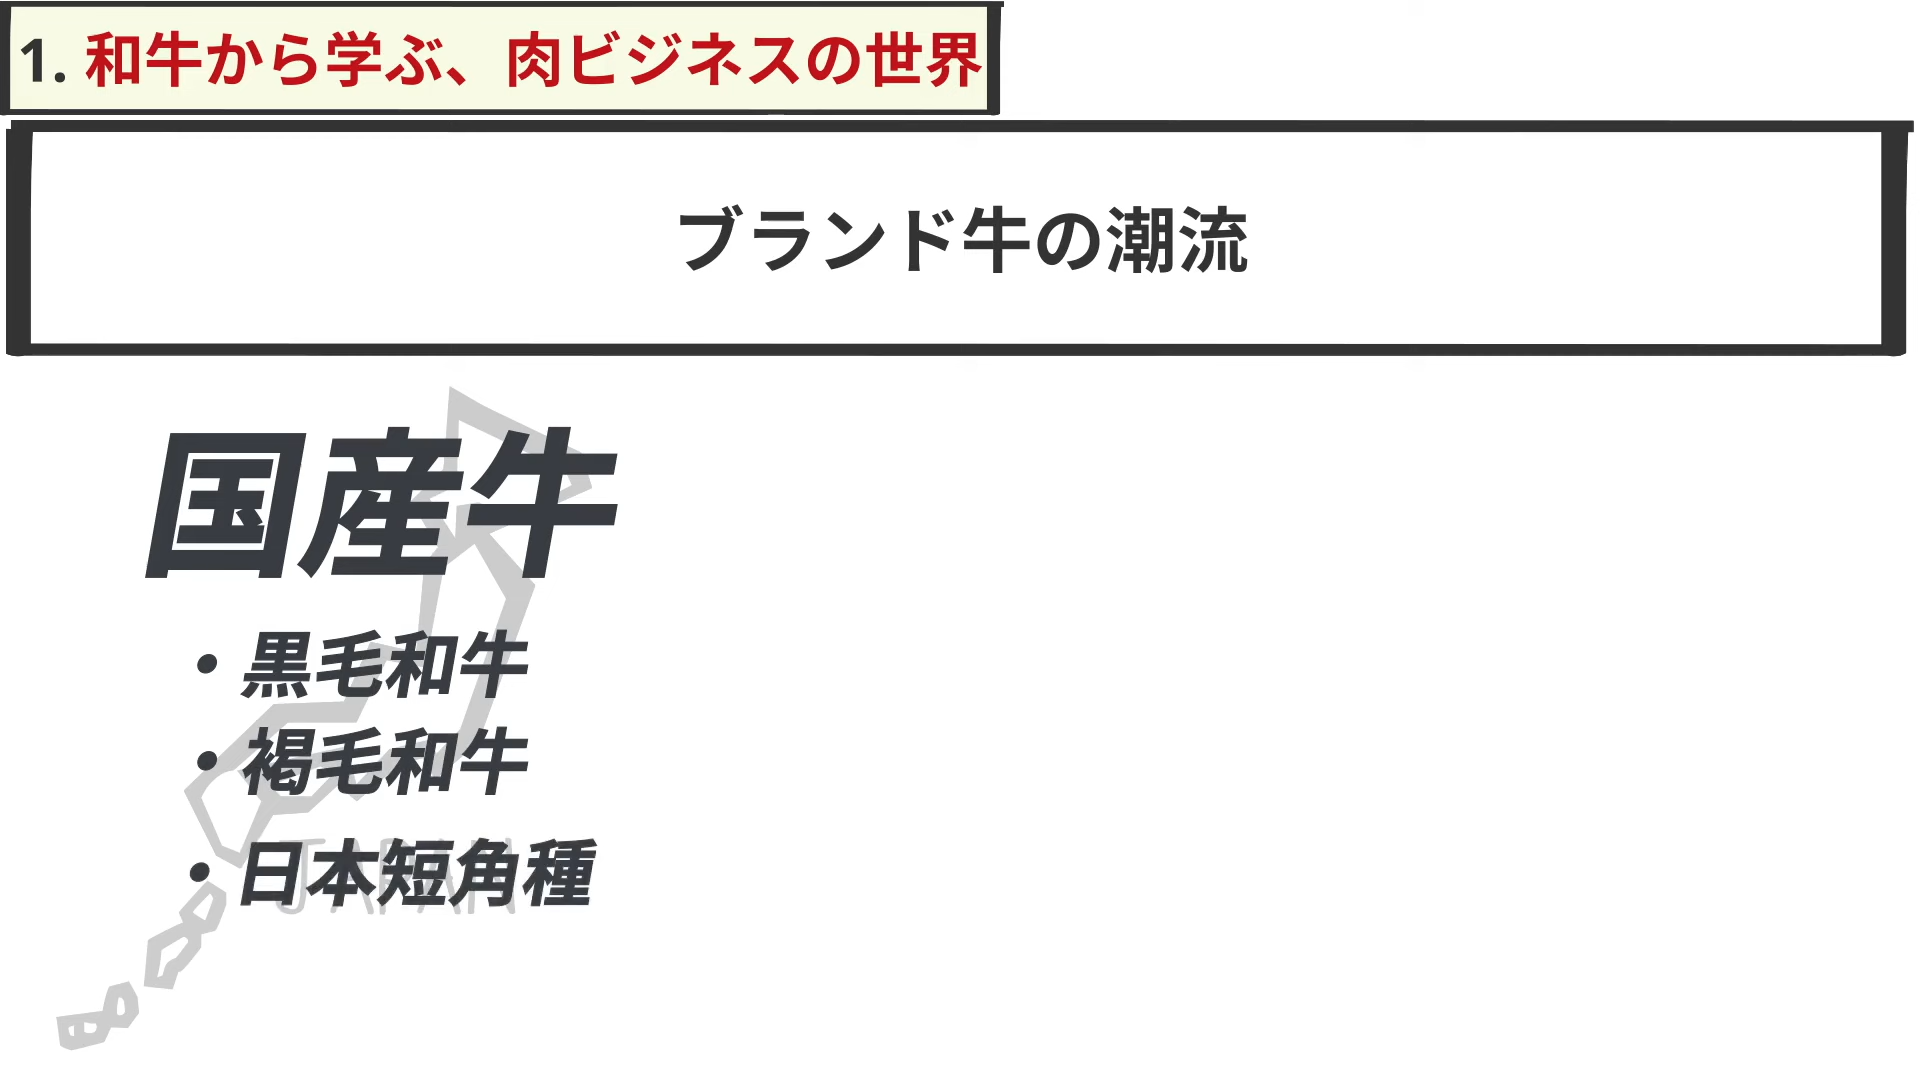 1. 和牛から学ぶ、肉ビジネスの世界
ブランド牛の潮流
国産牛
・黒毛和牛
・褐毛和牛
・日本短角種
JAPAN